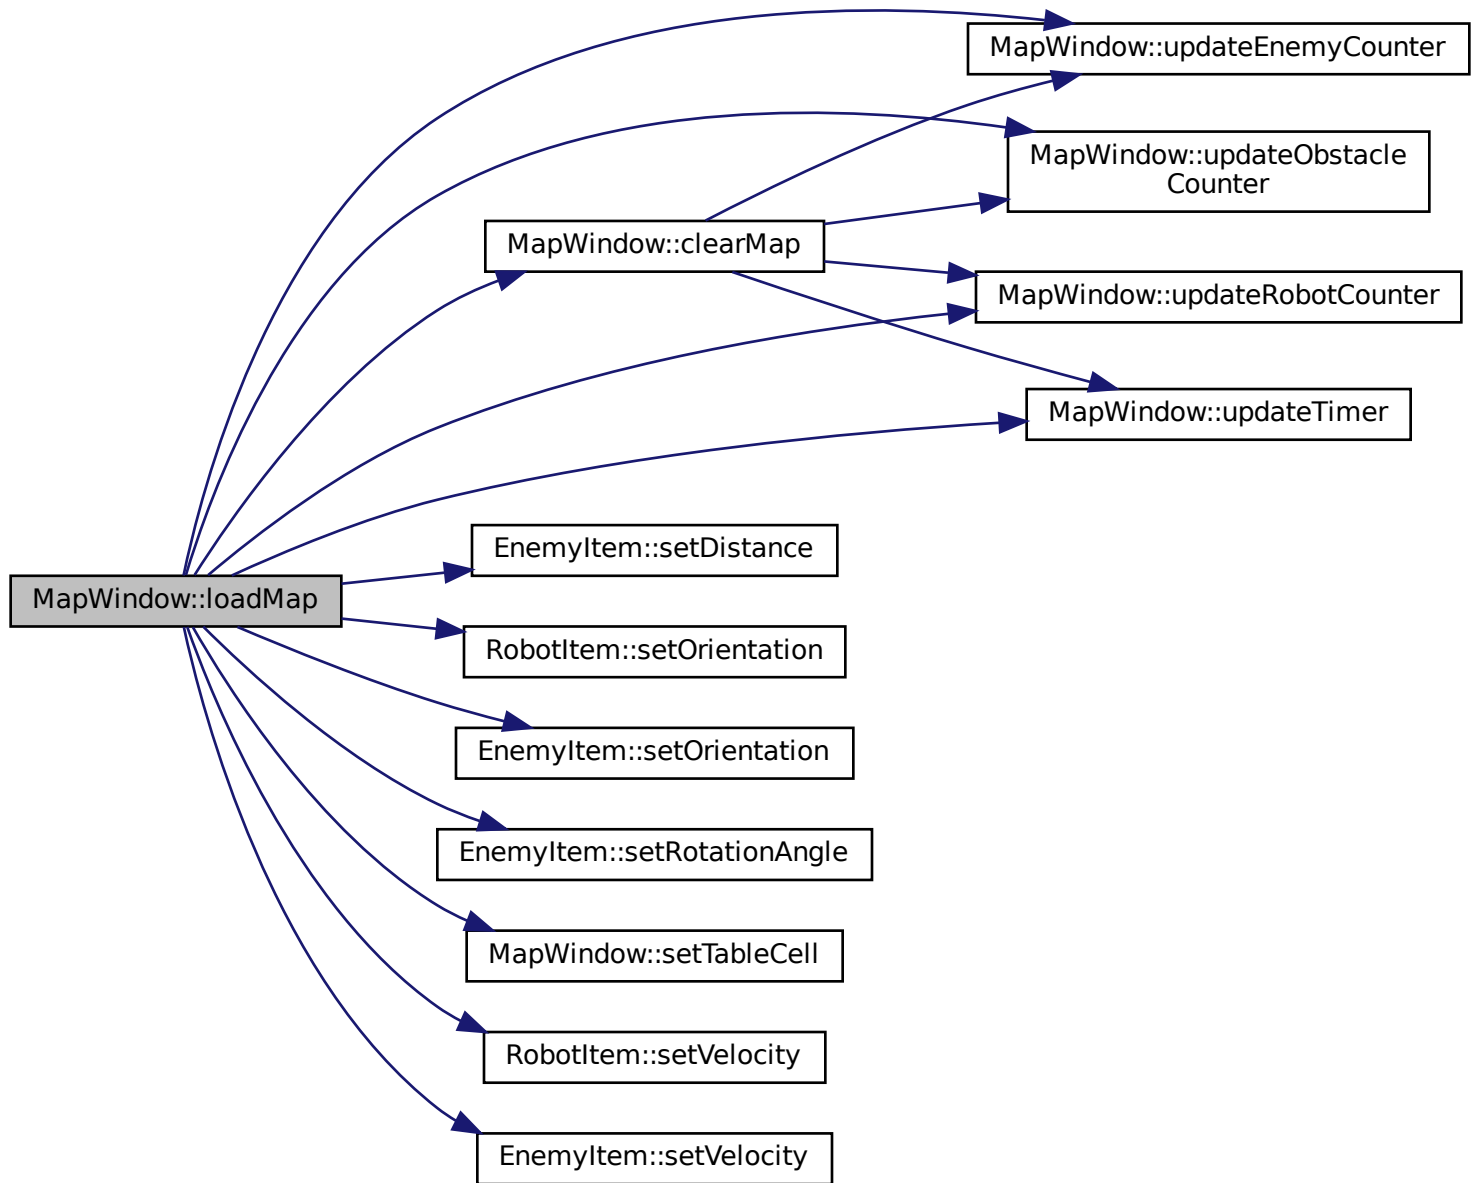 MapWindow::updateEnemyCounter
MapWindow::updateObstacle
Counter
MapWindow::clearMap
MapWindow::updateRobotCounter
MapWindow::updateTimer
EnemyItem::setDistance
MapWindow::loadMap
RobotItem::setOrientation
EnemyItem::setOrientation
EnemyItem::setRotationAngle
MapWindow::setTableCell
RobotItem::setVelocity
EnemyItem::setVelocity